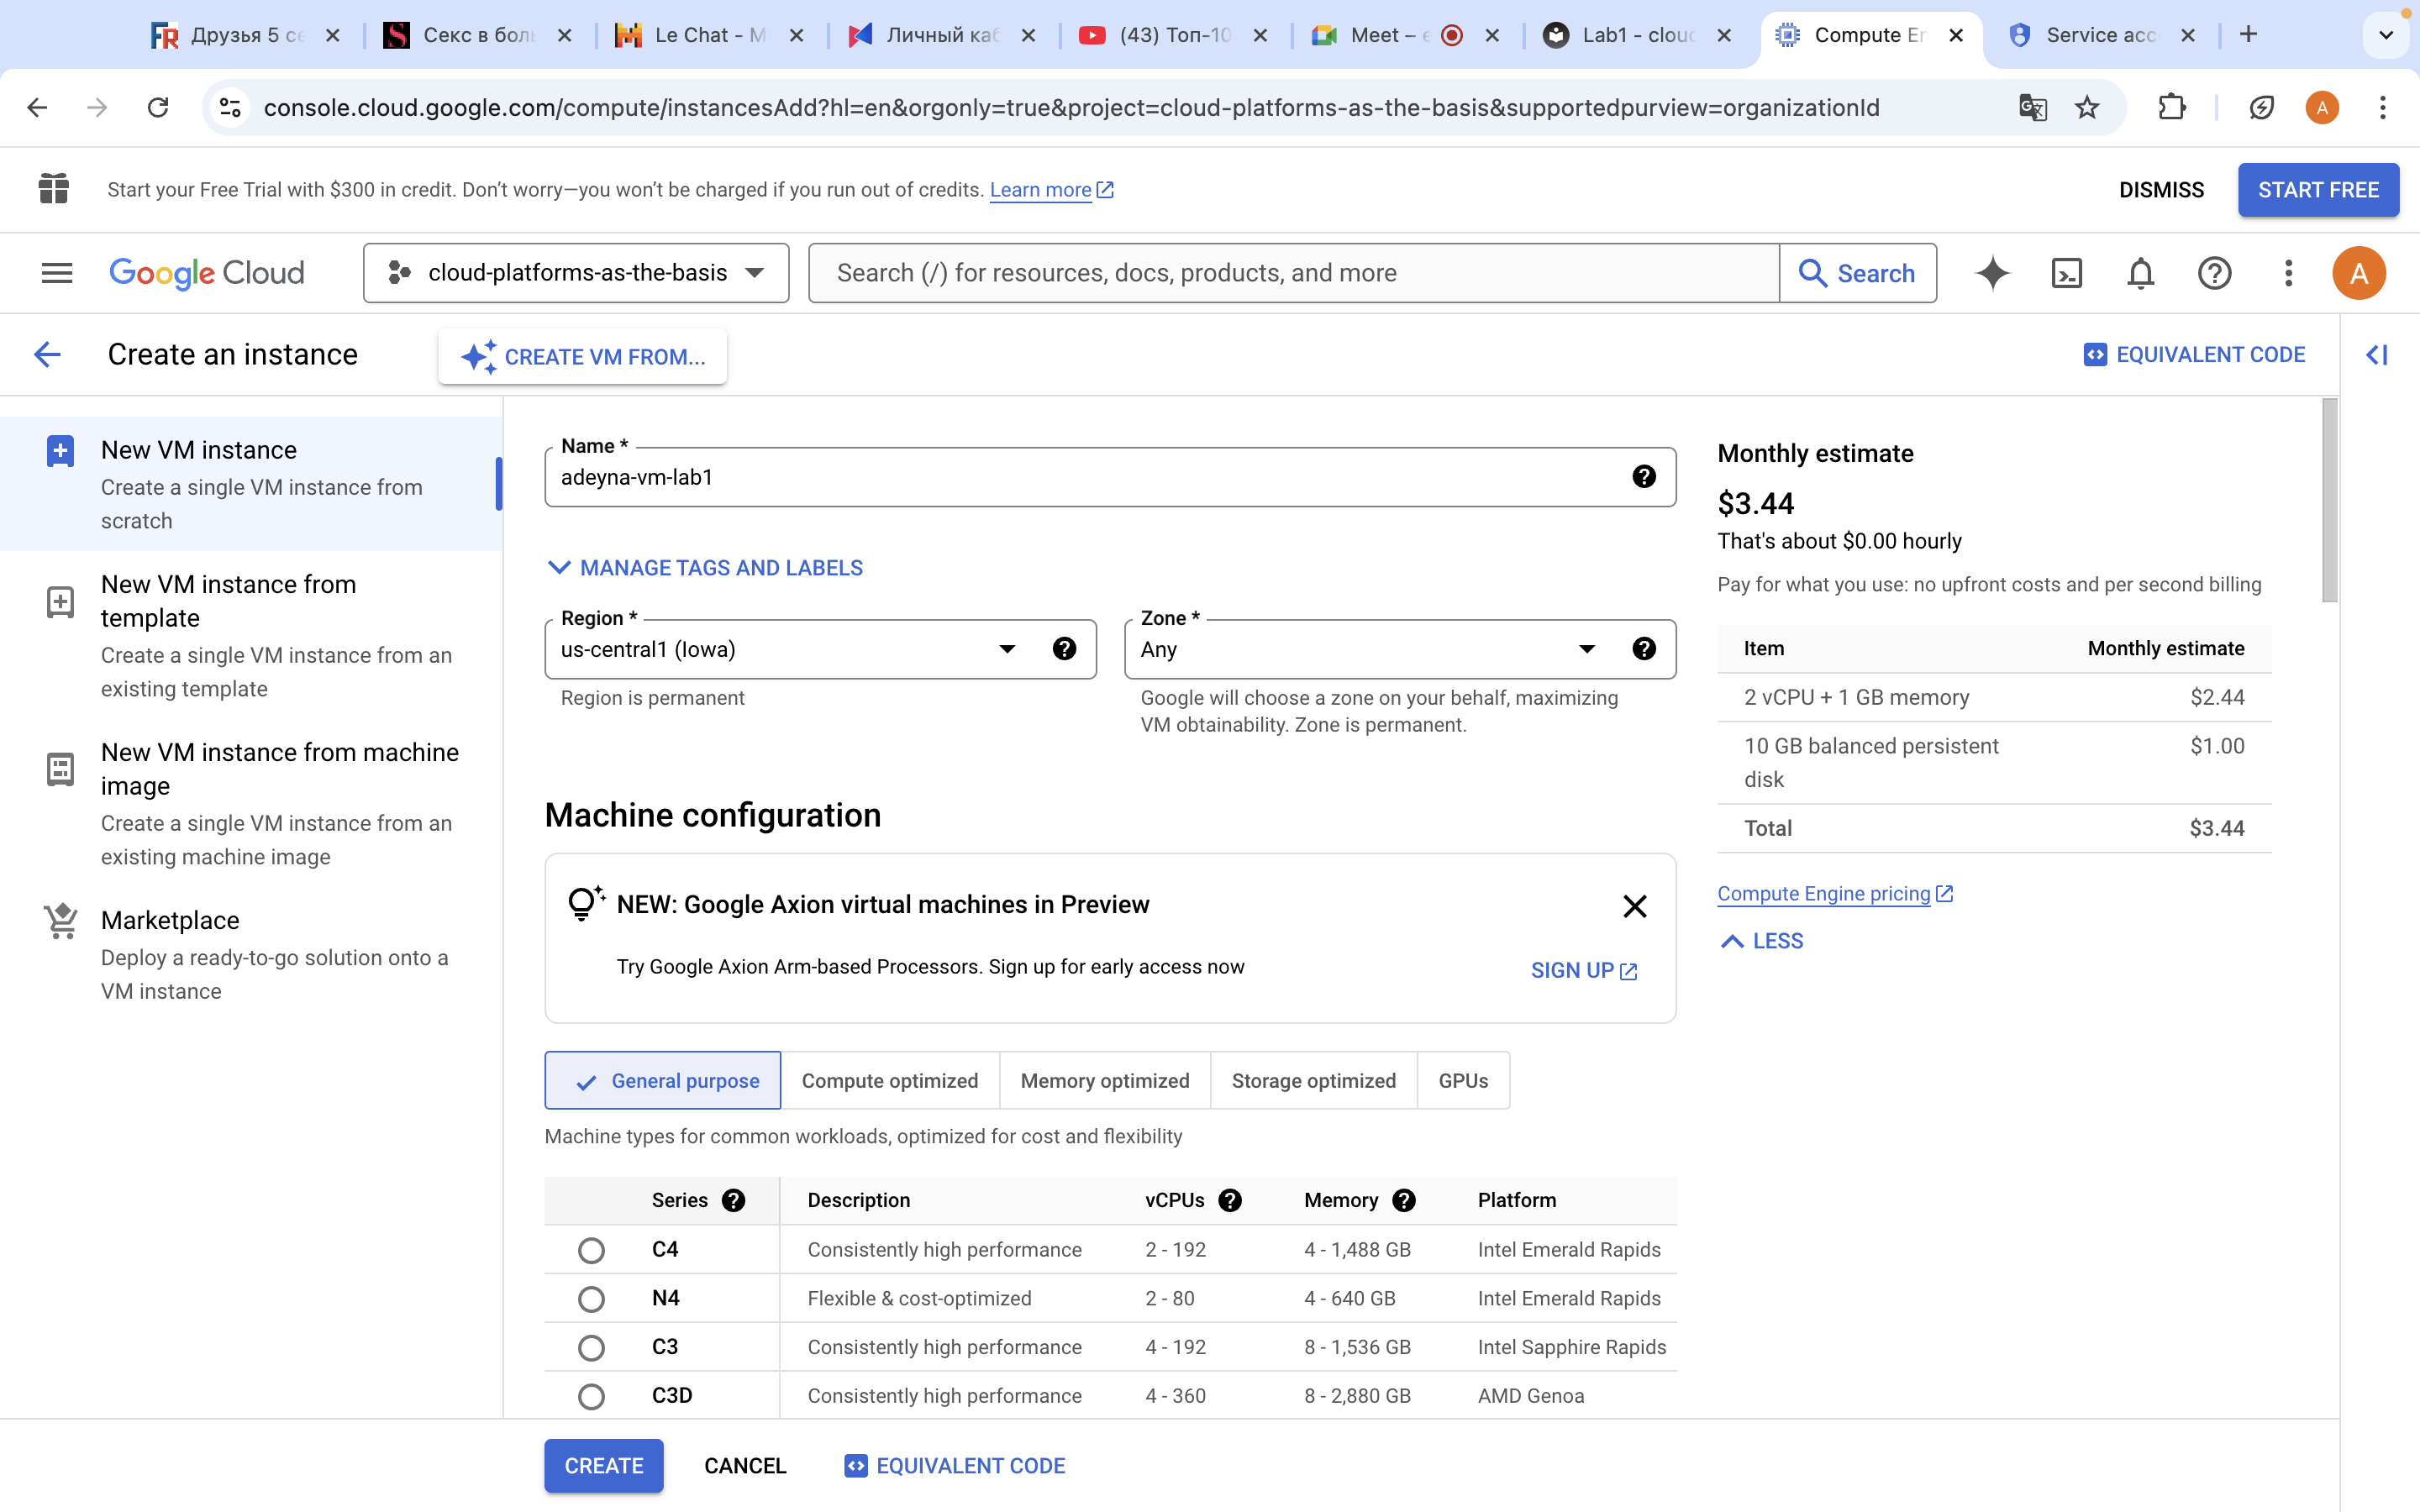 Друзья 5 се
Секс в боль
Le Chat - M
Личный каб
(43) Топ-10
Meet – e
Lab1 - cloud
Compute En
Service acc
console.cloud.google.com/compute/instancesAdd?hl=en&orgonly=true&project=cloud-platforms-as-the-basis&supportedpurview=organizationId
A
Start your Free Trial with $300 in credit. Don’t worry—you won’t be charged if you run out of credits. Learn more
DISMISS
START FREE
Google Cloud
cloud-platforms-as-the-basis
Search (/) for resources, docs, products, and more
Search
A
Create an instance
CREATE VM FROM...
EQUIVALENT CODE
New VM instance
Create a single VM instance from
scratch
New VM instance from
template
Create a single VM instance from an
existing template
New VM instance from machine
image
Create a single VM instance from an
existing machine image
Marketplace
Deploy a ready-to-go solution onto a
VM instance
Name *
adeyna-vm-lab1
MANAGE TAGS AND LABELS
Region *
us-central1 (Iowa)
Region is permanent
Zone *
Any
Google will choose a zone on your behalf, maximizing
VM obtainability. Zone is permanent.
Machine configuration
NEW: Google Axion virtual machines in Preview
Try Google Axion Arm-based Processors. Sign up for early access now
SIGN UP
General purpose
Compute optimized
Memory optimized
Storage optimized
GPUs
Machine types for common workloads, optimized for cost and flexibility
Series Description vCPUs Memory Platform
C4 Consistently high performance 2 - 192 4 - 1,488 GB Intel Emerald Rapids
N4 Flexible & cost-optimized 2 - 80 4 - 640 GB Intel Emerald Rapids
C3 Consistently high performance 4 - 192 8 - 1,536 GB Intel Sapphire Rapids
C3D Consistently high performance 4 - 360 8 - 2,880 GB AMD Genoa
Monthly estimate
$3.44
That's about $0.00 hourly
Pay for what you use: no upfront costs and per second billing
Item Monthly estimate
2 vCPU + 1 GB memory $2.44
10 GB balanced persistent $1.00
disk
Total $3.44
Compute Engine pricing
LESS
CREATE
CANCEL
EQUIVALENT CODE